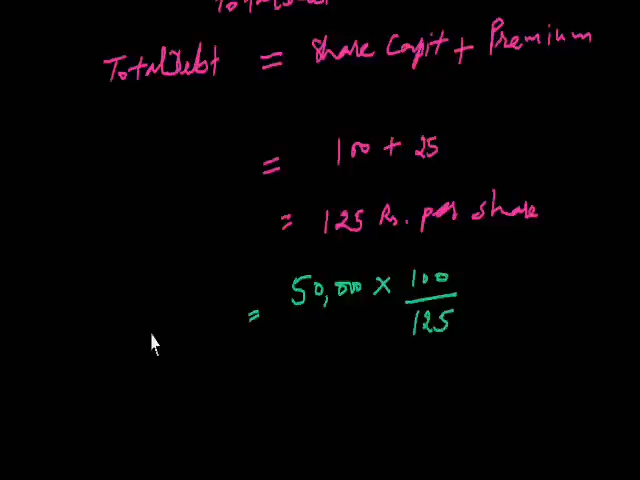 Total Debt = Share Capit + Premium
= 100 + 25
= 125 Rs. per share
= 50,000 × 100/125